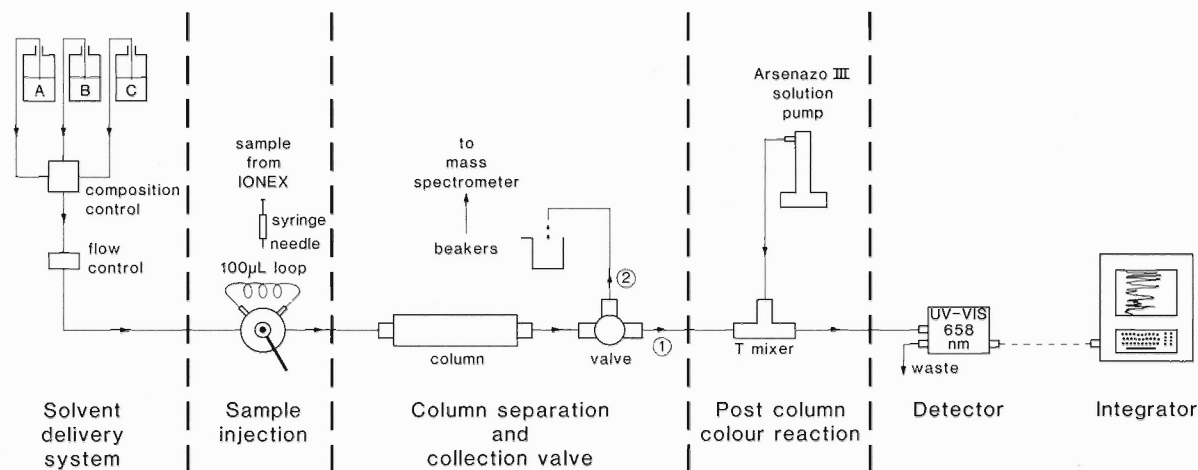 A
B
C
composition
control
flow
control
sample
from
IONEX
syringe
needle
100µL loop
to
mass
spectrometer
beakers
②
column
valve
①
Arsenazo III
solution
pump
T mixer
UV-VIS
658
nm
waste
Solvent
delivery
system
Sample
injection
Column separation
and
collection valve
Post column
colour reaction
Detector
Integrator